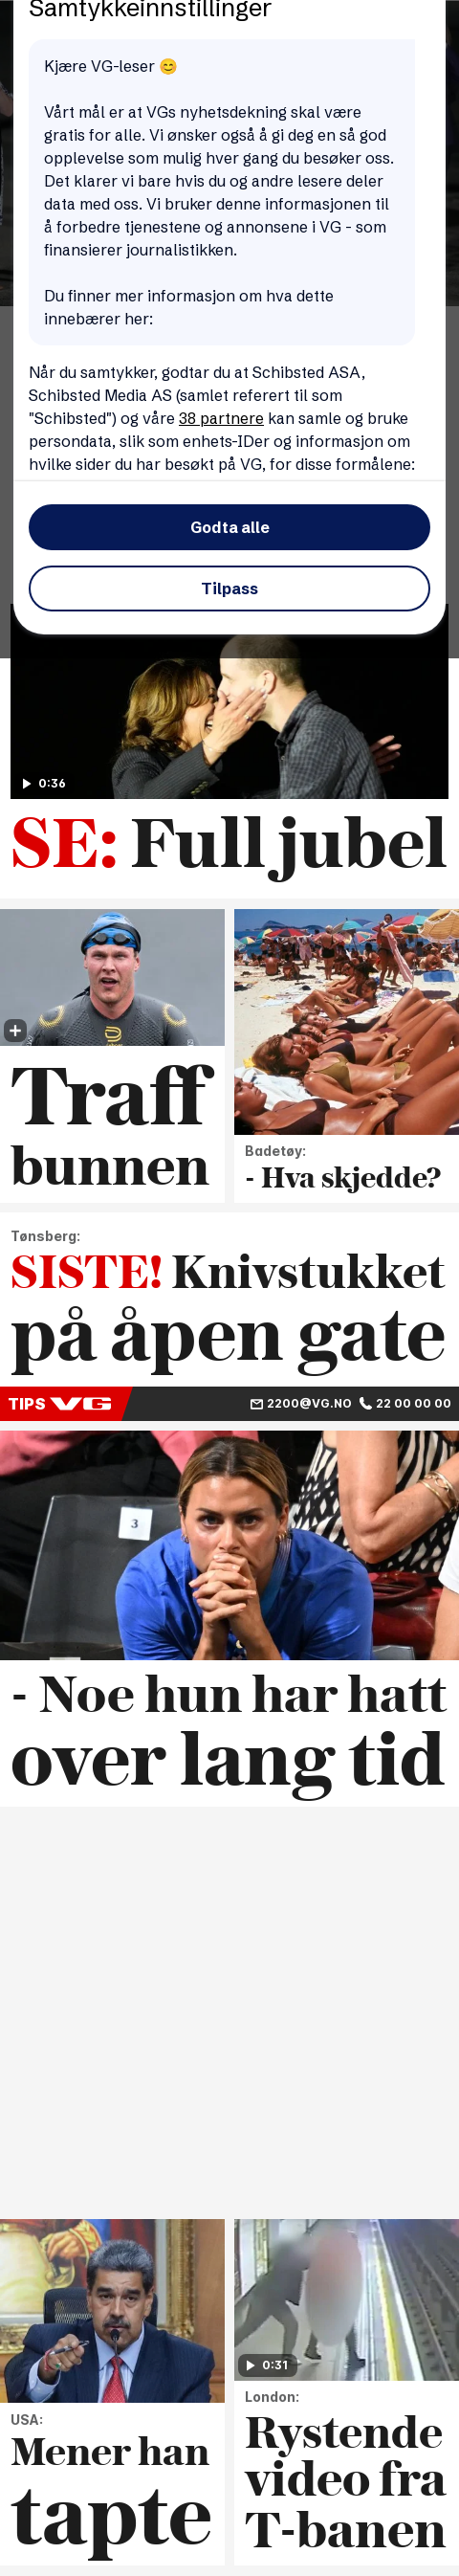 Samtykkeinnstillinger
Kjære VG-leser 😊
Vårt mål er at VGs nyhetsdekning skal være
gratis for alle. Vi ønsker også å gi deg en så god
opplevelse som mulig hver gang du besøker oss.
Det klarer vi bare hvis du og andre lesere deler
data med oss. Vi bruker denne informasjonen til
å forbedre tjenestene og annonsene i VG - som
finansierer journalistikken.
Du finner mer informasjon om hva dette
innebærer her:
Når du samtykker, godtar du at Schibsted ASA,
Schibsted Media AS (samlet referert til som
"Schibsted") og våre 38 partnere kan samle og bruke
persondata, slik som enhets-IDer og informasjon om
hvilke sider du har besøkt på VG, for disse formålene:
Godta alle
Tilpass
0:36
SE: Full jubel
Traff
bunnen
Badetøy:
- Hva skjedde?
Tønsberg:
SISTE! Knivstukket
på åpen gate
TIPS VG 2200@VG.NO 22 00 00 00
3
- Noe hun har hatt
over lang tid
USA:
Mener han
tapte
0:31
London:
Rystende
video fra
T-banen